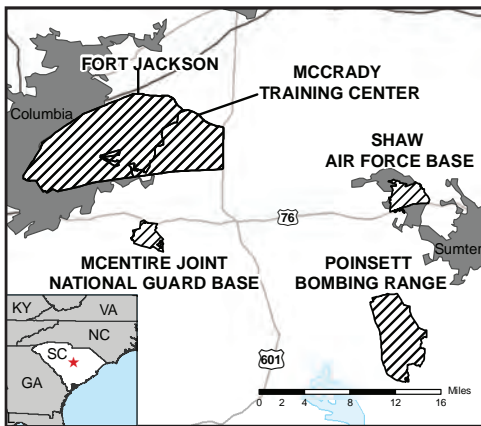 FORT JACKSON
MCCRADY
TRAINING CENTER
Columbia
SHAW
AIR FORCE BASE
76
Sumter
MCENTIRE JOINT
NATIONAL GUARD BASE
POINSETT
BOMBING RANGE
KY
VA
NC
SC
GA
601
Miles
0 2 4 8 12 16